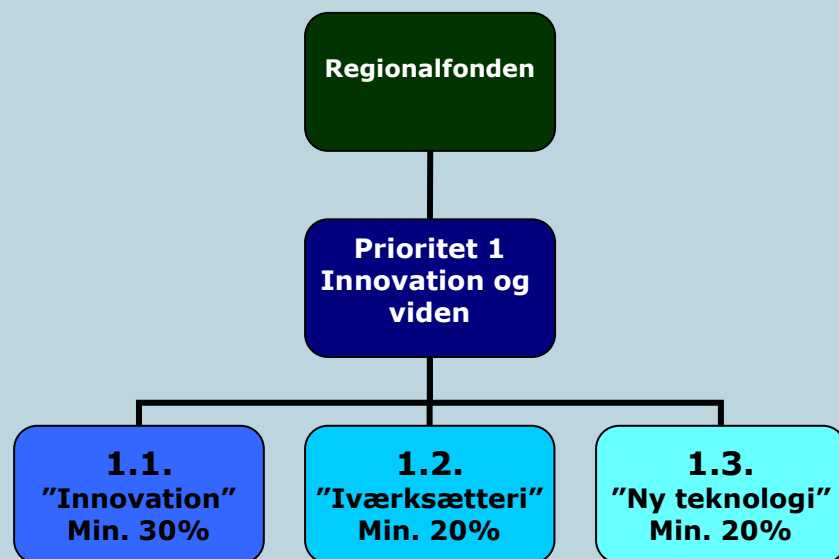 Regionalfonden
Prioritet 1
Innovation og
viden
1.1.
”Innovation”
Min. 30%
1.2.
”Iværksætteri”
Min. 20%
1.3.
”Ny teknologi”
Min. 20%